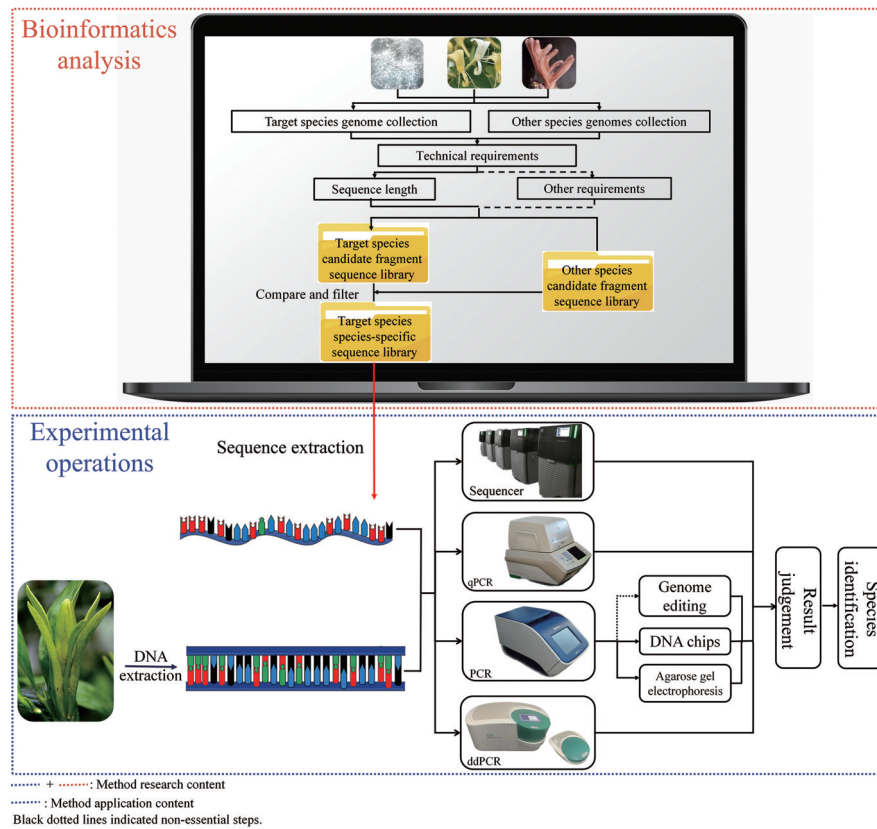 Bioinformatics
analysis
Target species genome collection
Other species genomes collection
Technical requirements
Sequence length
Other requirements
Target species
candidate fragment
sequence library
Other species
candidate fragment
sequence library
Compare and filter
Target species
species-specific
sequence library
Experimental
operations
Sequence extraction
Sequencer
qPCR
Genome
editing
DNA
extraction
PCR
DNA chips
Agarose gel
electrophoresis
ddPCR
Result
judgement
Species
identification
+ : Method research content
: Method application content
Black dotted lines indicated non-essential steps.